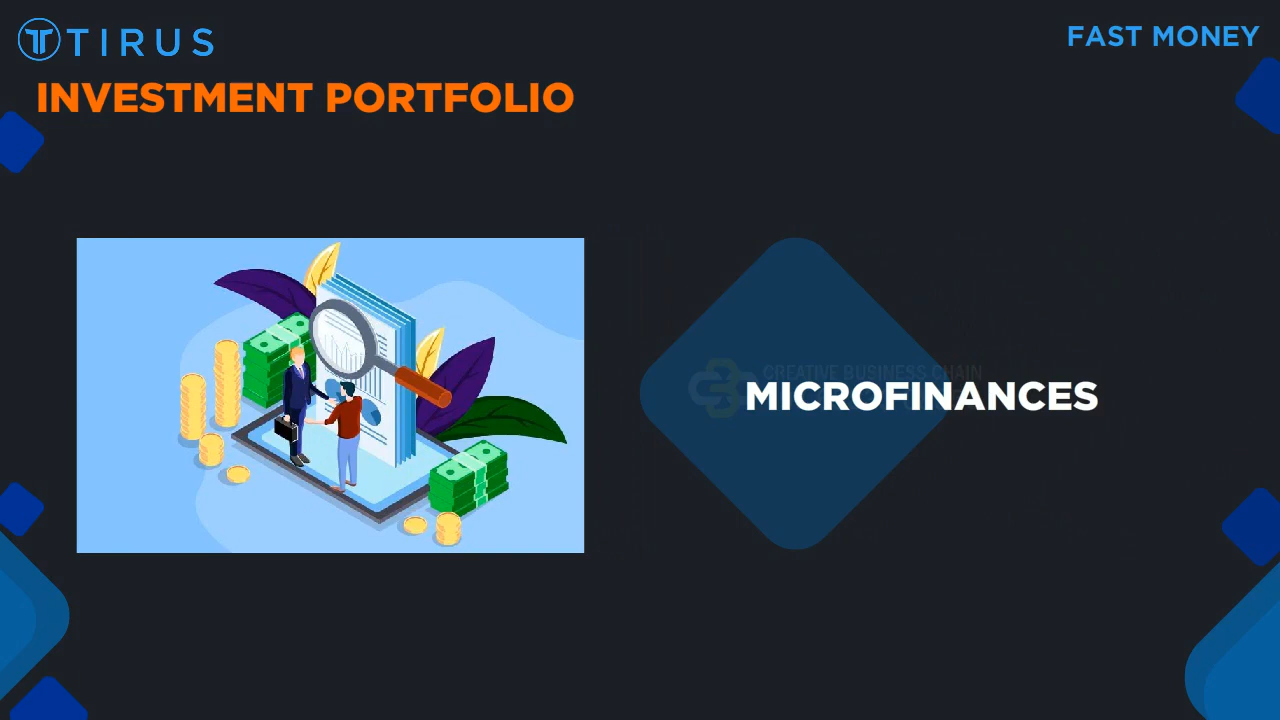 TIRUS
FAST MONEY
INVESTMENT PORTFOLIO
CREATIVE BUSINESS CHAIN
MICROFINANCES